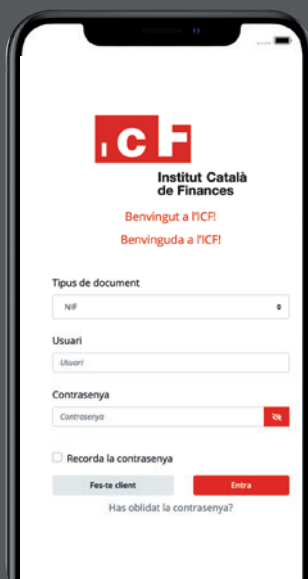 ICF
Institut Català
de Finances
Benvingut a l'ICF!
Benvinguda a l'ICF!
Tipus de document
NIF
Usuari
Usuari
Contrasenya
Contrasenya
Recorda la contrasenya
Fes-te client
Entra
Has oblidat la contrasenya?